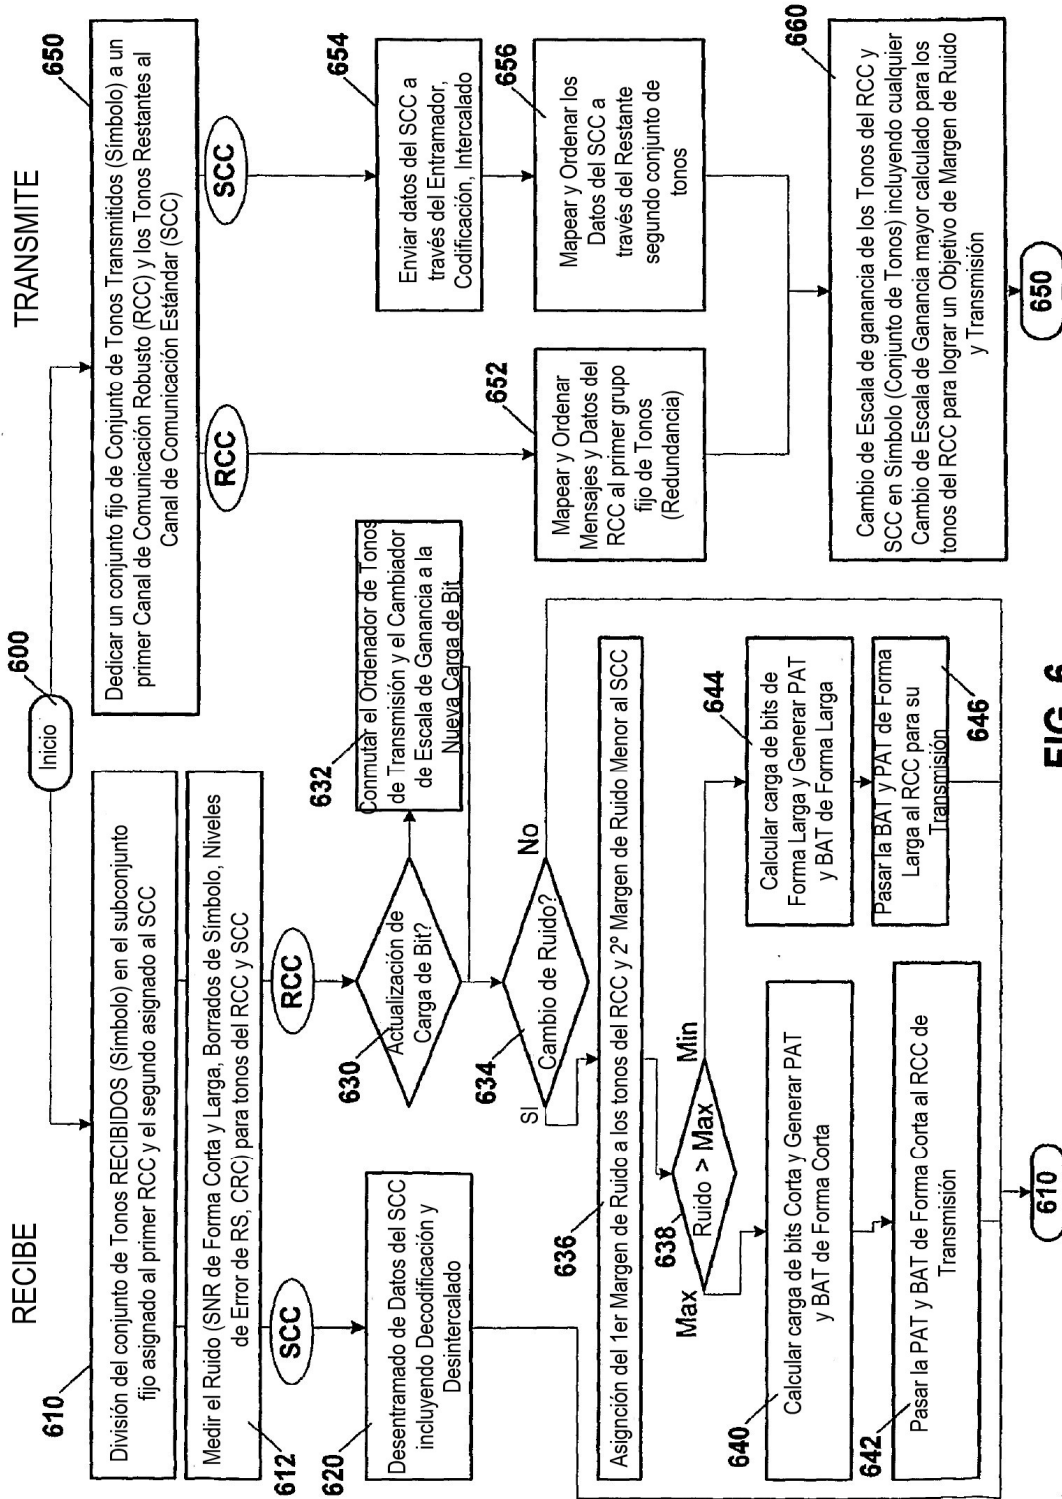 RECIBE
TRANSMITE
600
Inicio
610
División del conjunto de Tonos RECIBIDOS (Símbolo) en el subconjunto
fijo asignado al primer RCC y el segundo asignado al SCC
Medir el Ruido (SNR de Forma Corta y Larga, Borrados de Símbolo, Niveles
de Error de RS, CRC) para tonos del RCC y SCC
612
SCC
RCC
620
Desentramado de Datos del SCC
incluyendo Decodificación y
Desintercalado
630
Actualización de
Carga de Bit?
632
Conmutar el Ordenador de Tonos
de Transmisión y el Cambiador
de Escala de Ganancia a la
Nueva Carga de Bit
634
Cambio de Ruido?
SI
No
636
Asignción del 1er Margen de Ruido a los tonos del RCC y 2º Margen de Ruido Menor al SCC
638
Ruido > Max
Max
Min
640
Calcular carga de bits Corta y Generar PAT
y BAT de Forma Corta
642
Pasar la PAT y BAT de Forma Corta al RCC de
Transmisión
644
Calcular carga de bits de
Forma Larga y Generar PAT
y BAT de Forma Larga
Pasar la BAT y PAT de Forma
Larga al RCC para su
Transmisión
646
610
650
Dedicar un conjunto fijo de Conjunto de Tonos Transmitidos (Símbolo) a un
primer Canal de Comunicación Robusto (RCC) y los Tonos Restantes al
Canal de Comunicación Estándar (SCC)
RCC
SCC
652
Mapear y Ordenar
Mensajes y Datos del
RCC al primer grupo
fijo de Tonos
(Redundancia)
654
Enviar datos del SCC a
través del Entramador,
Codificación, Intercalado
656
Mapear y Ordenar los
Datos del SCC a
través del Restante
segundo conjunto de
tonos
660
Cambio de Escala de ganancia de los Tonos del RCC y
SCC en Símbolo (Conjunto de Tonos) incluyendo cualquier
Cambio de Escala de Ganancia mayor calculado para los
tonos del RCC para lograr un Objetivo de Margen de Ruido
y Transmisión
650
FIG. 6